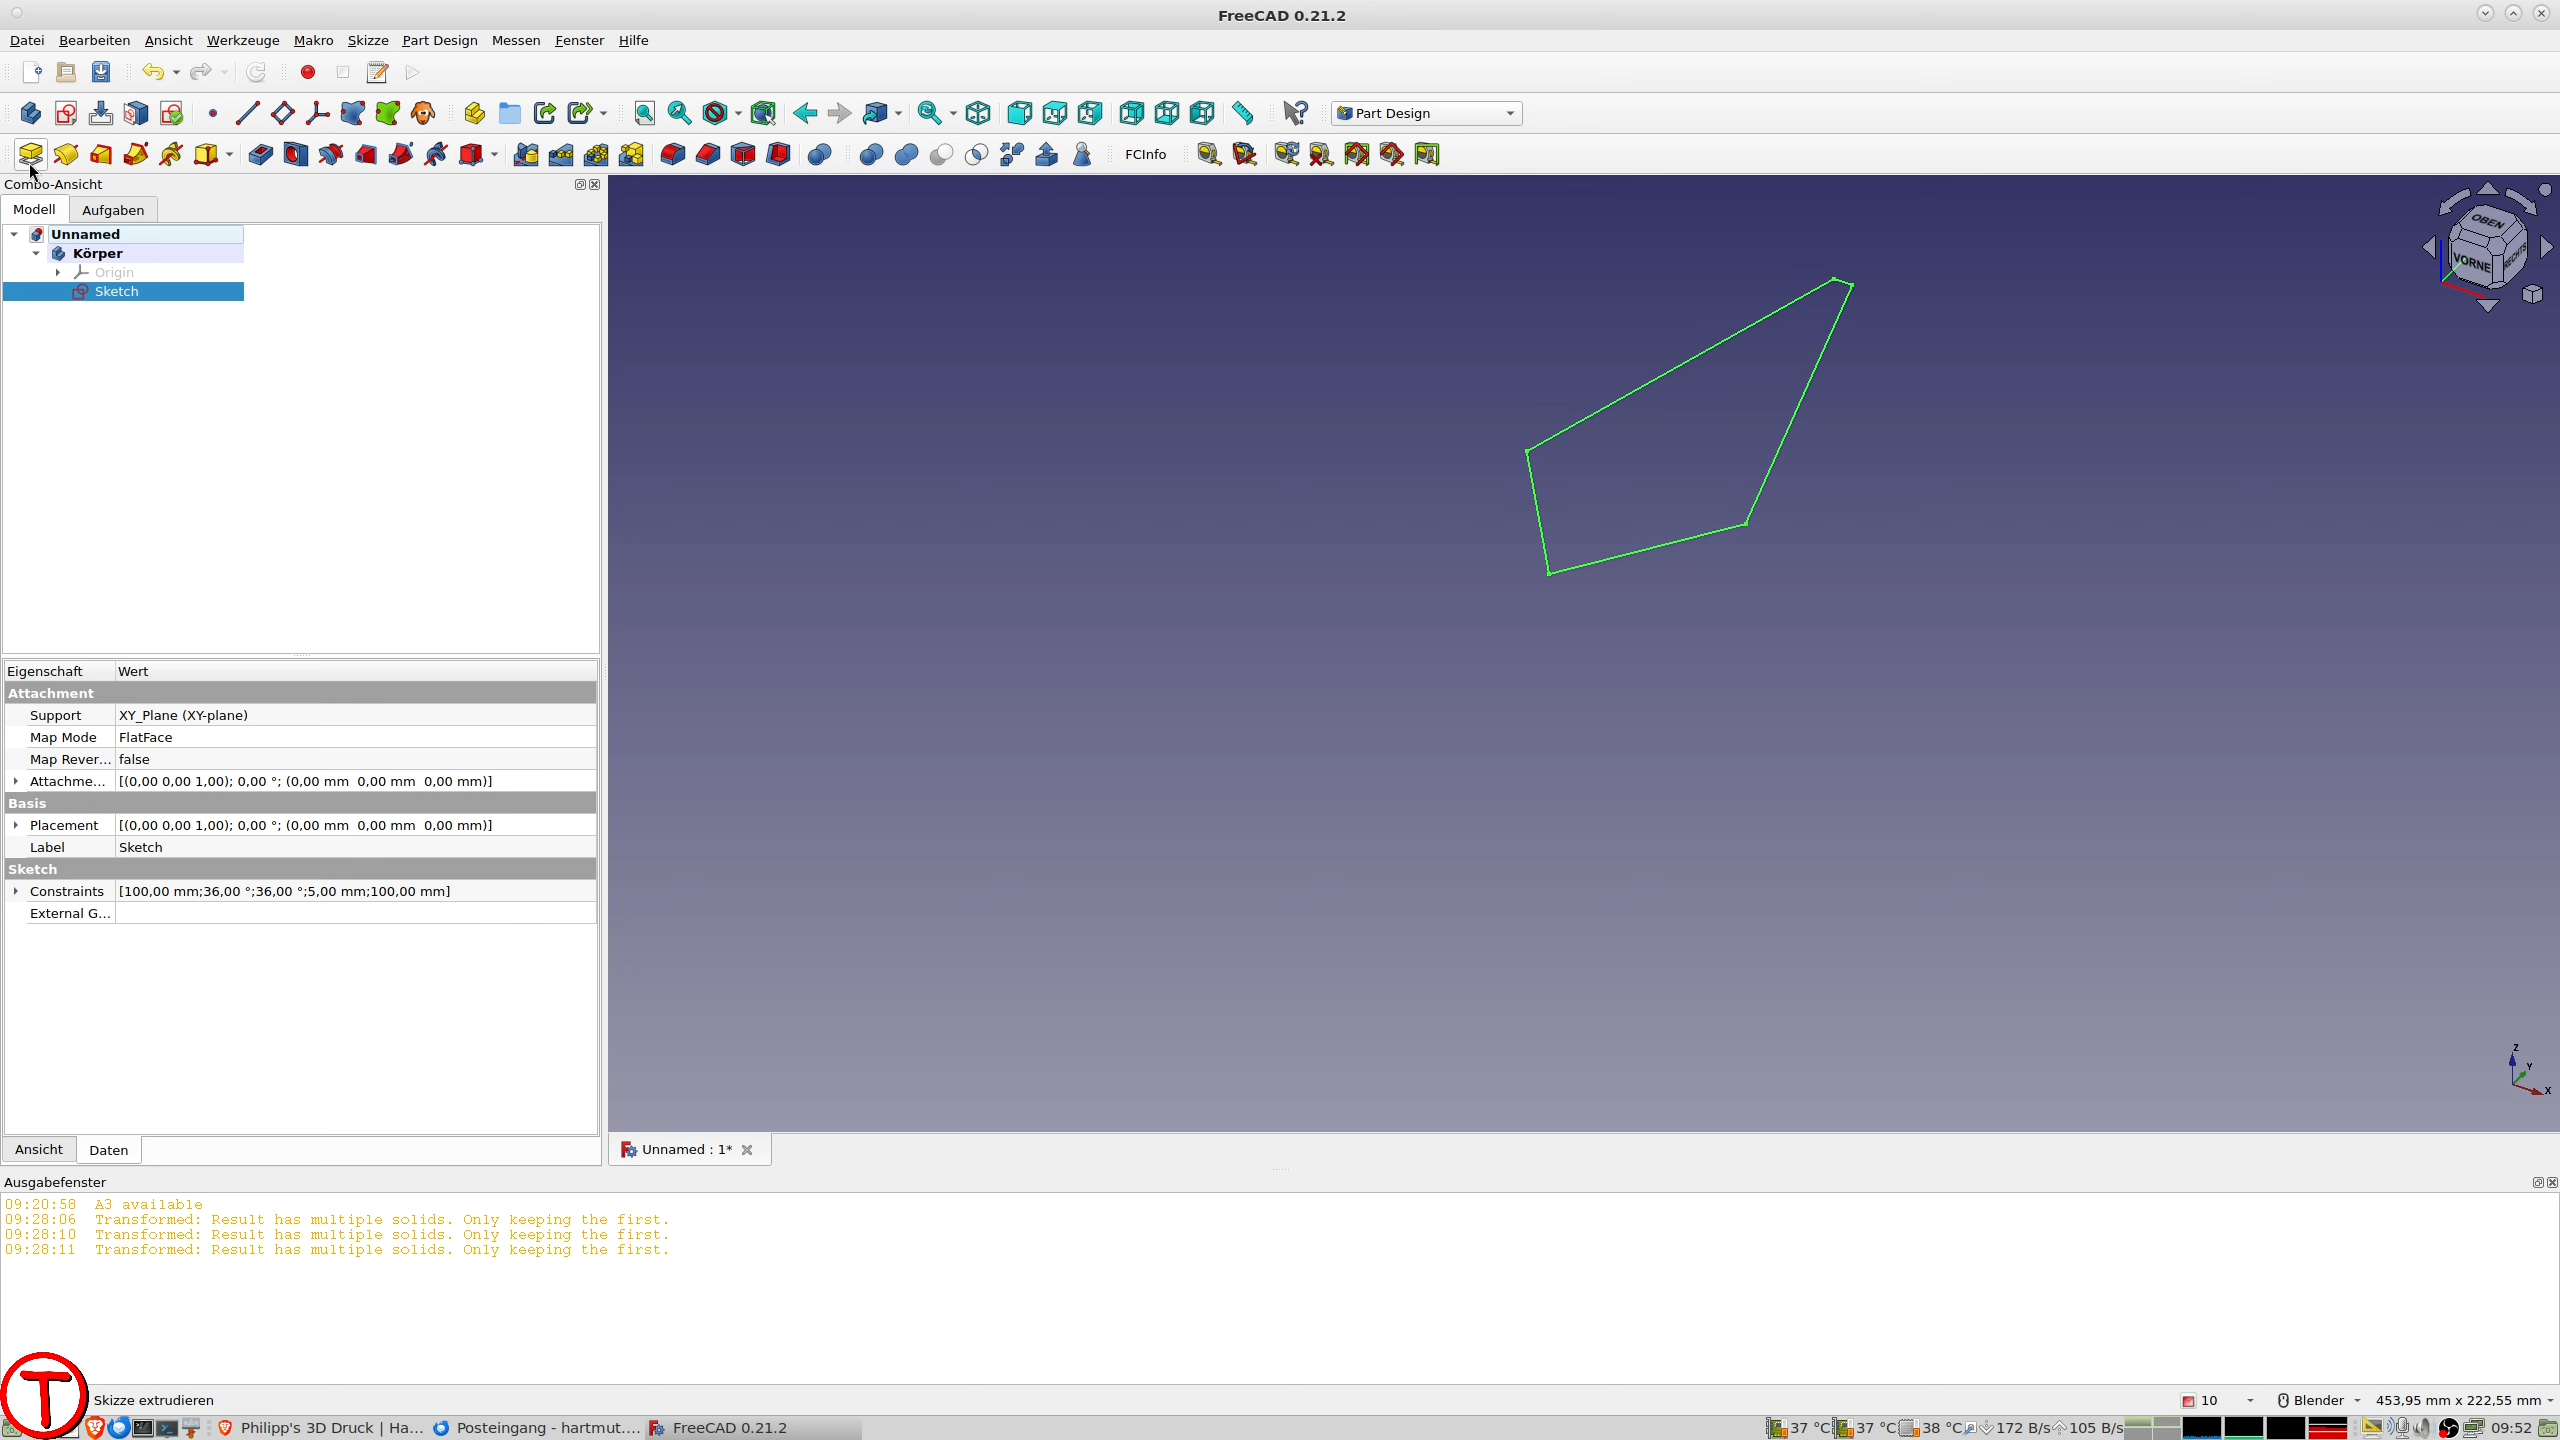 FreeCAD 0.21.2
Datei Bearbeiten Ansicht Werkzeuge Makro Skizze Part Design Messen Fenster Hilfe
Part Design
FCInfo
Combo-Ansicht
Modell Aufgaben
Unnamed
Körper
Origin
Sketch
OBEN
VORNE
RECHTS
Eigenschaft Wert
Attachment
Support XY_Plane (XY-plane)
Map Mode FlatFace
Map Rever... false
Attachme... [(0,00 0,00 1,00); 0,00 °; (0,00 mm 0,00 mm 0,00 mm)]
Basis
Placement [(0,00 0,00 1,00); 0,00 °; (0,00 mm 0,00 mm 0,00 mm)]
Label Sketch
Sketch
Constraints [100,00 mm;36,00 °;36,00 °;5,00 mm;100,00 mm]
External G...
Z
Y
X
Ansicht Daten
Unnamed : 1*
Ausgabefenster
09:20:58 A3 available
09:28:06 Transformed: Result has multiple solids. Only keeping the first.
09:28:10 Transformed: Result has multiple solids. Only keeping the first.
09:28:11 Transformed: Result has multiple solids. Only keeping the first.
T
Skizze extrudieren 10 Blender 453,95 mm x 222,55 mm
Philipp's 3D Druck | Ha... Posteingang - hartmut.... FreeCAD 0.21.2 37 °C 37 °C 38 °C 172 B/s 105 B/s 09:52